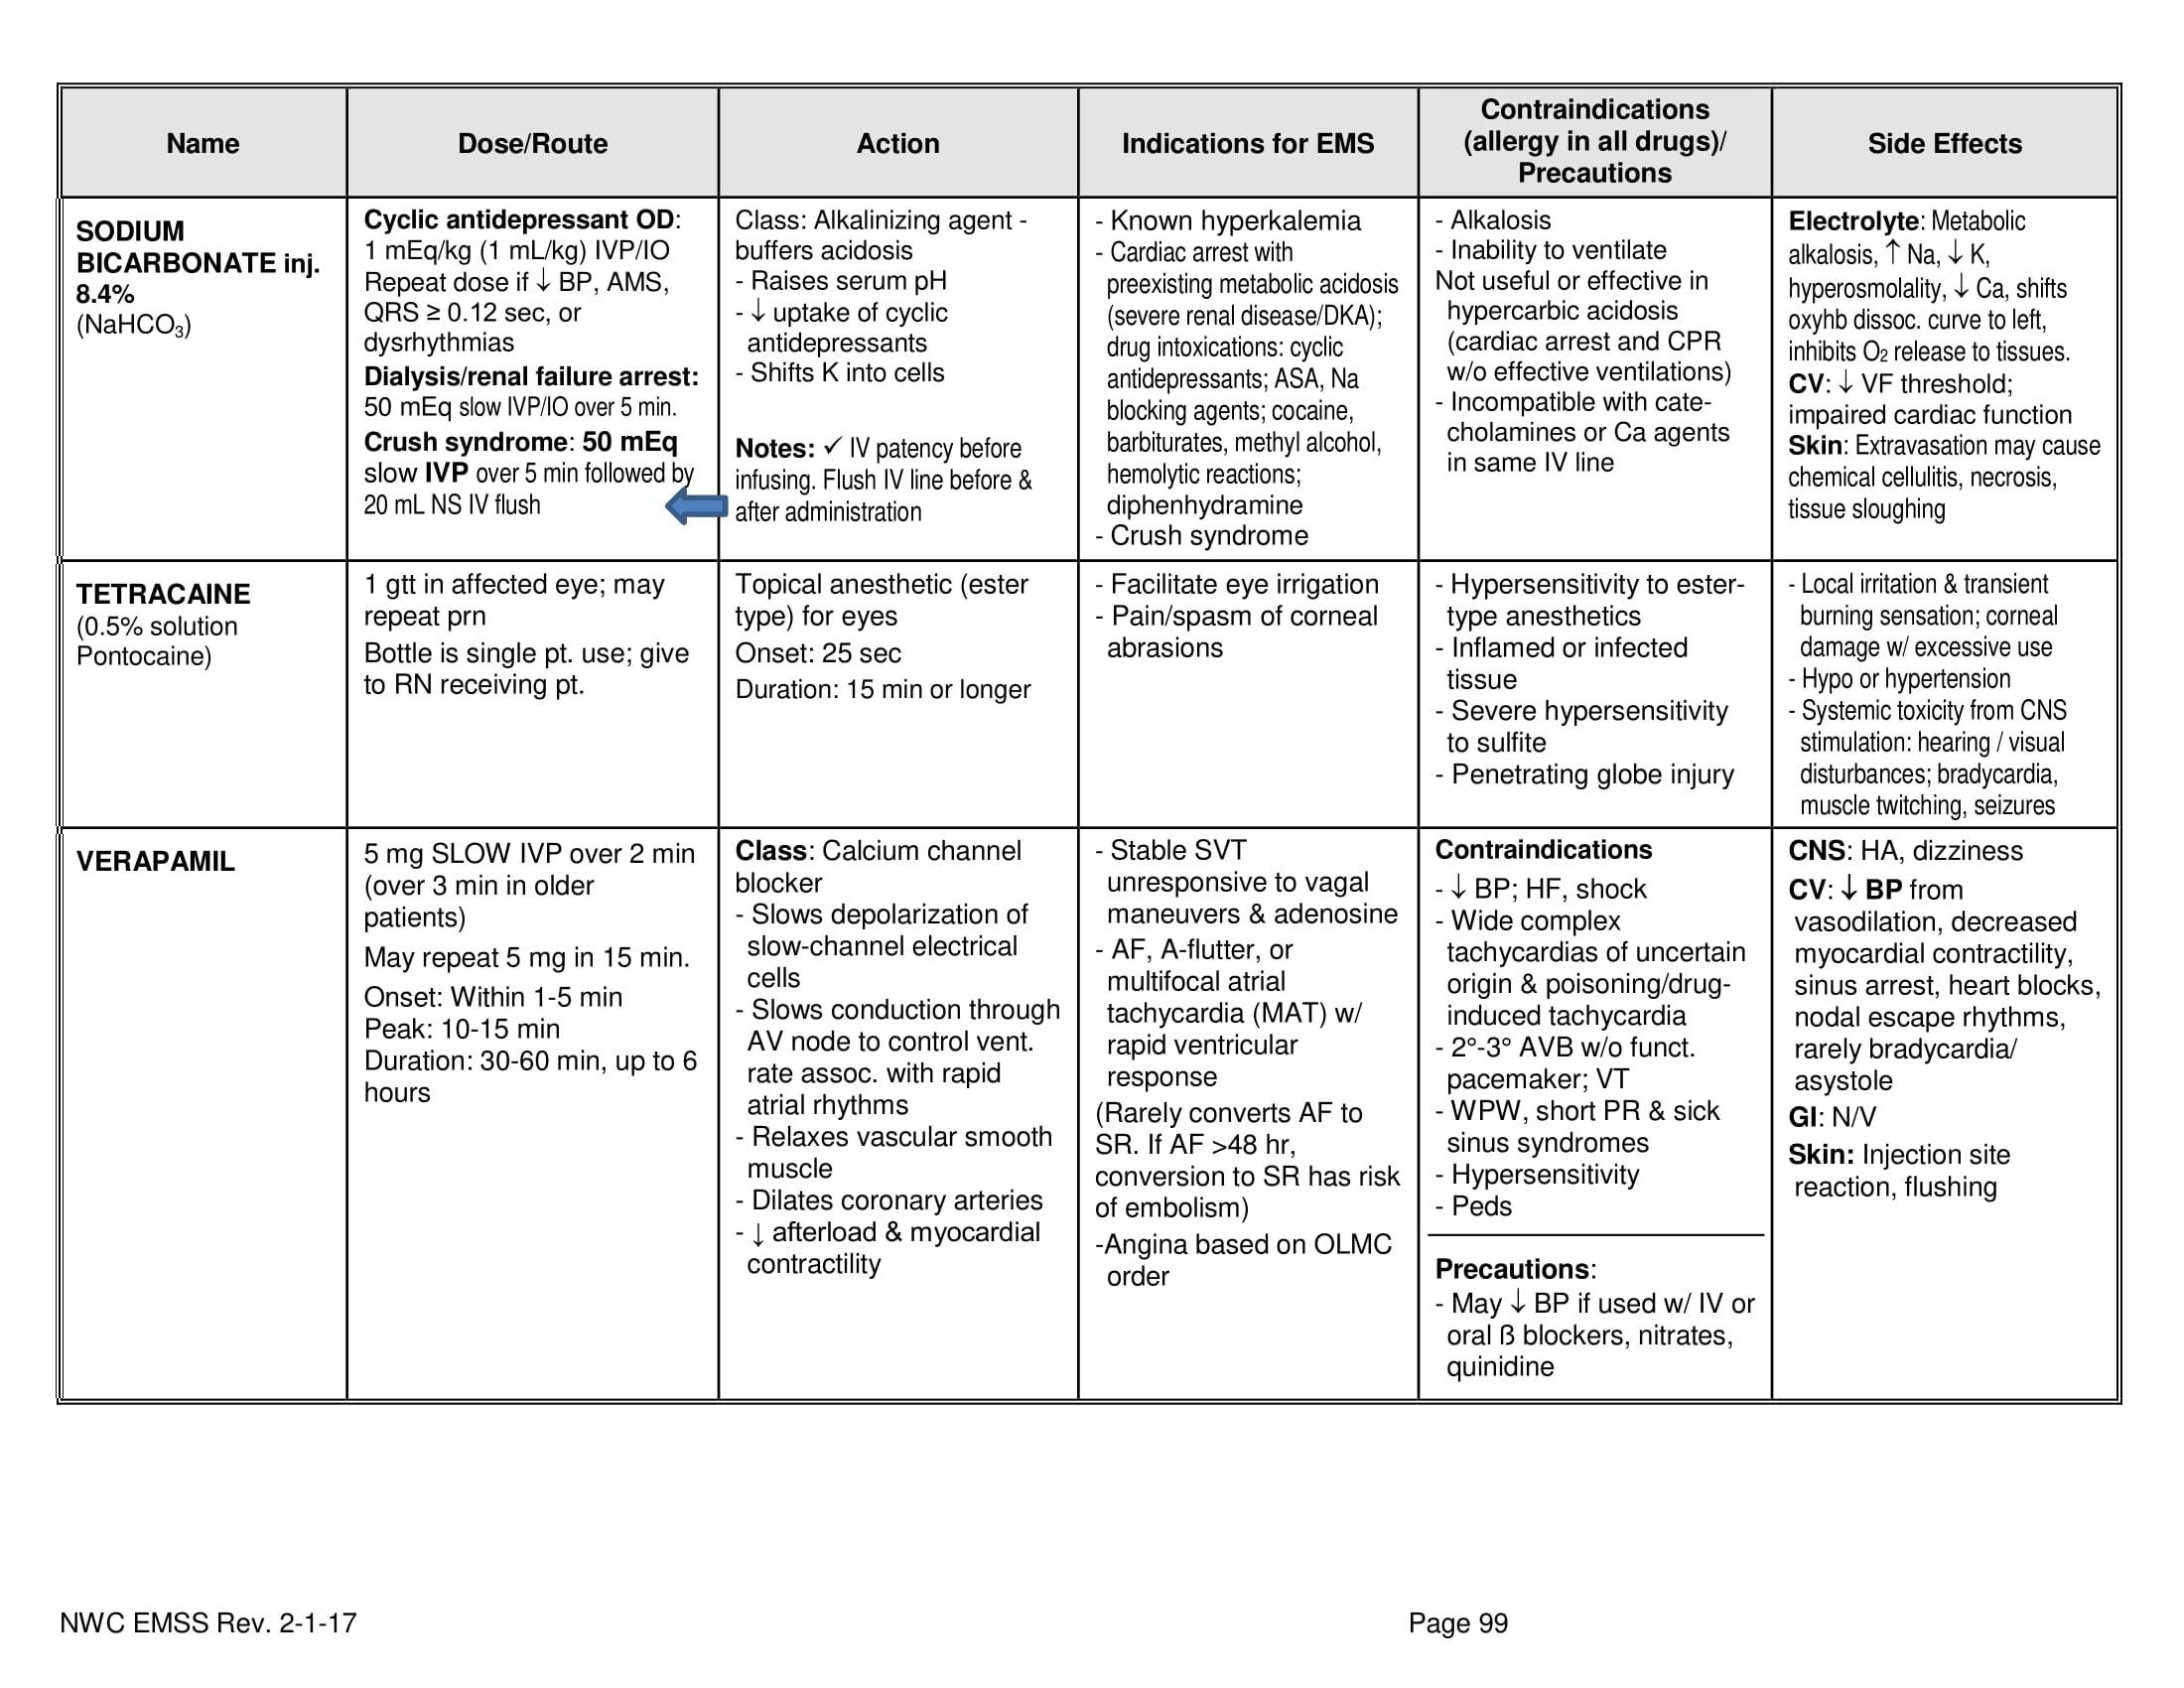 Name
Dose/Route
Action
Indications for EMS
Contraindications
(allergy in all drugs)/
Precautions
Side Effects
SODIUM
BICARBONATE inj.
8.4%
(NaHCO₃)
Cyclic antidepressant OD:
1 mEq/kg (1 mL/kg) IVP/IO
Repeat dose if ↓ BP, AMS,
QRS ≥ 0.12 sec, or
dysrhythmias
Dialysis/renal failure arrest:
50 mEq slow IVP/IO over 5 min.
Crush syndrome: 50 mEq
slow IVP over 5 min followed by
20 mL NS IV flush
Class: Alkalinizing agent -
buffers acidosis
- Raises serum pH
- ↓ uptake of cyclic
antidepressants
- Shifts K into cells
Notes: ✓ IV patency before
infusing. Flush IV line before &
after administration
- Known hyperkalemia
- Cardiac arrest with
preexisting metabolic acidosis
(severe renal disease/DKA);
drug intoxications: cyclic
antidepressants; ASA, Na
blocking agents; cocaine,
barbiturates, methyl alcohol,
hemolytic reactions;
diphenhydramine
- Crush syndrome
- Alkalosis
- Inability to ventilate
Not useful or effective in
hypercarbic acidosis
(cardiac arrest and CPR
w/o effective ventilations)
- Incompatible with cate-
cholamines or Ca agents
in same IV line
Electrolyte: Metabolic
alkalosis, ↑ Na, ↓ K,
hyperosmolality, ↓ Ca, shifts
oxyhb dissoc. curve to left,
inhibits O₂ release to tissues.
CV: ↓ VF threshold;
impaired cardiac function
Skin: Extravasation may cause
chemical cellulitis, necrosis,
tissue sloughing
TETRACAINE
(0.5% solution
Pontocaine)
1 gtt in affected eye; may
repeat prn
Bottle is single pt. use; give
to RN receiving pt.
Topical anesthetic (ester
type) for eyes
Onset: 25 sec
Duration: 15 min or longer
- Facilitate eye irrigation
- Pain/spasm of corneal
abrasions
- Hypersensitivity to ester-
type anesthetics
- Inflamed or infected
tissue
- Severe hypersensitivity
to sulfite
- Penetrating globe injury
- Local irritation & transient
burning sensation; corneal
damage w/ excessive use
- Hypo or hypertension
- Systemic toxicity from CNS
stimulation: hearing / visual
disturbances; bradycardia,
muscle twitching, seizures
VERAPAMIL
5 mg SLOW IVP over 2 min
(over 3 min in older
patients)
May repeat 5 mg in 15 min.
Onset: Within 1-5 min
Peak: 10-15 min
Duration: 30-60 min, up to 6
hours
Class: Calcium channel
blocker
- Slows depolarization of
slow-channel electrical
cells
- Slows conduction through
AV node to control vent.
rate assoc. with rapid
atrial rhythms
- Relaxes vascular smooth
muscle
- Dilates coronary arteries
- ↓ afterload & myocardial
contractility
- Stable SVT
unresponsive to vagal
maneuvers & adenosine
- AF, A-flutter, or
multifocal atrial
tachycardia (MAT) w/
rapid ventricular
response
(Rarely converts AF to
SR. If AF >48 hr,
conversion to SR has risk
of embolism)
-Angina based on OLMC
order
Contraindications
- ↓ BP; HF, shock
- Wide complex
tachycardias of uncertain
origin & poisoning/drug-
induced tachycardia
- 2°-3° AVB w/o funct.
pacemaker; VT
- WPW, short PR & sick
sinus syndromes
- Hypersensitivity
- Peds
Precautions:
- May ↓ BP if used w/ IV or
oral ß blockers, nitrates,
quinidine
CNS: HA, dizziness
CV: ↓ BP from
vasodilation, decreased
myocardial contractility,
sinus arrest, heart blocks,
nodal escape rhythms,
rarely bradycardia/
asystole
GI: N/V
Skin: Injection site
reaction, flushing
NWC EMSS Rev. 2-1-17
Page 99